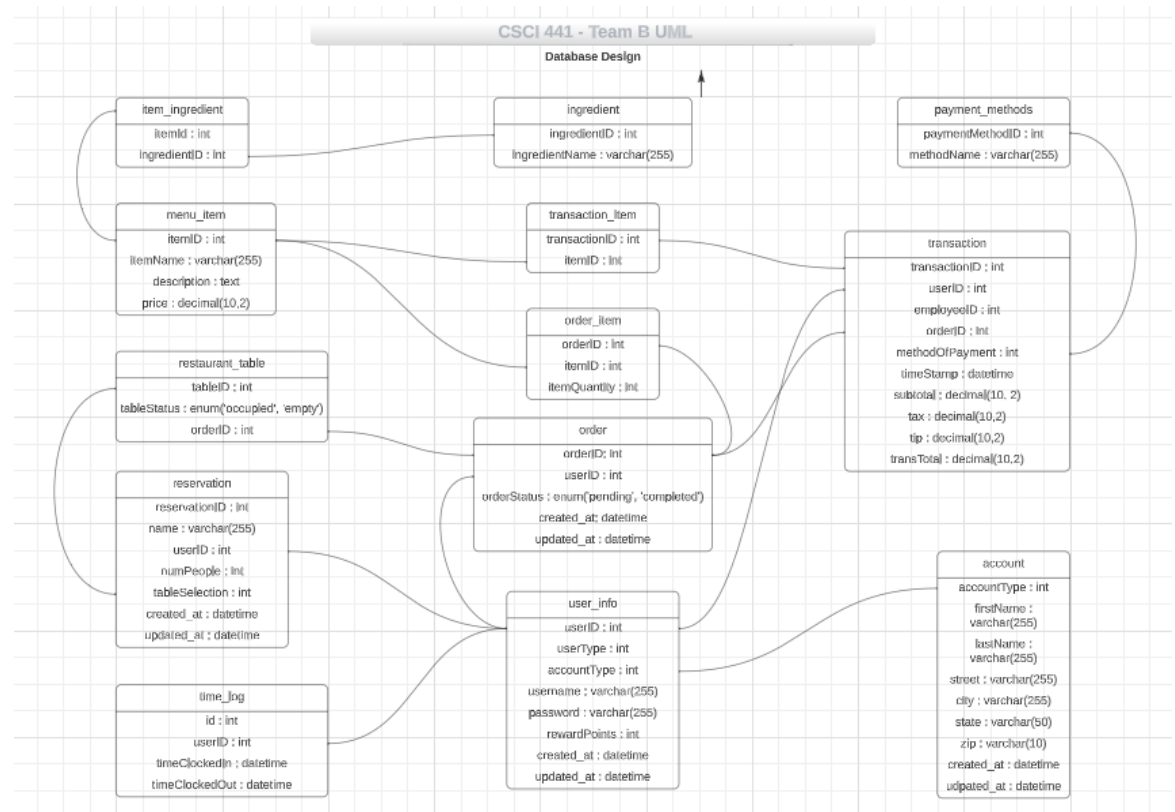 CSCI 441 - Team B UML
Database Design
item_ingredient
itemId : int
ingredientID : int
ingredient
ingredientID : int
ingredientName : varchar(255)
payment_methods
paymentMethodID : int
methodName : varchar(255)
menu_item
itemID : int
itemName : varchar(255)
description : text
price : decimal(10,2)
transaction_item
transactionID : int
itemID : int
transaction
transactionID : int
userID : int
employeeID : int
orderID : int
methodOfPayment : int
timeStamp : datetime
subtotal : decimal(10, 2)
tax : decimal(10,2)
tip : decimal(10,2)
transTotal : decimal(10,2)
order_item
orderID : int
itemID : int
itemQuantity : int
restaurant_table
tableID : int
tableStatus : enum('occupied', 'empty')
orderID : int
order
orderID: int
userID : int
orderStatus : enum('pending', 'completed')
created_at: datetime
updated_at : datetime
reservation
reservationID : int
name : varchar(255)
userID : int
numPeople : int
tableSelection : int
created_at : datetime
updated_at : datetime
user_info
userID : int
userType : int
accountType : int
username : varchar(255)
password : varchar(255)
rewardPoints : int
created_at : datetime
updated_at : datetime
account
accountType : int
firstName :
varchar(255)
lastName :
varchar(255)
street : varchar(255)
city : varchar(255)
state : varchar(50)
zip : varchar(10)
created_at : datetime
udpated_at : datetime
time_log
id : int
userID : int
timeClockedIn : datetime
timeClockedOut : datetime